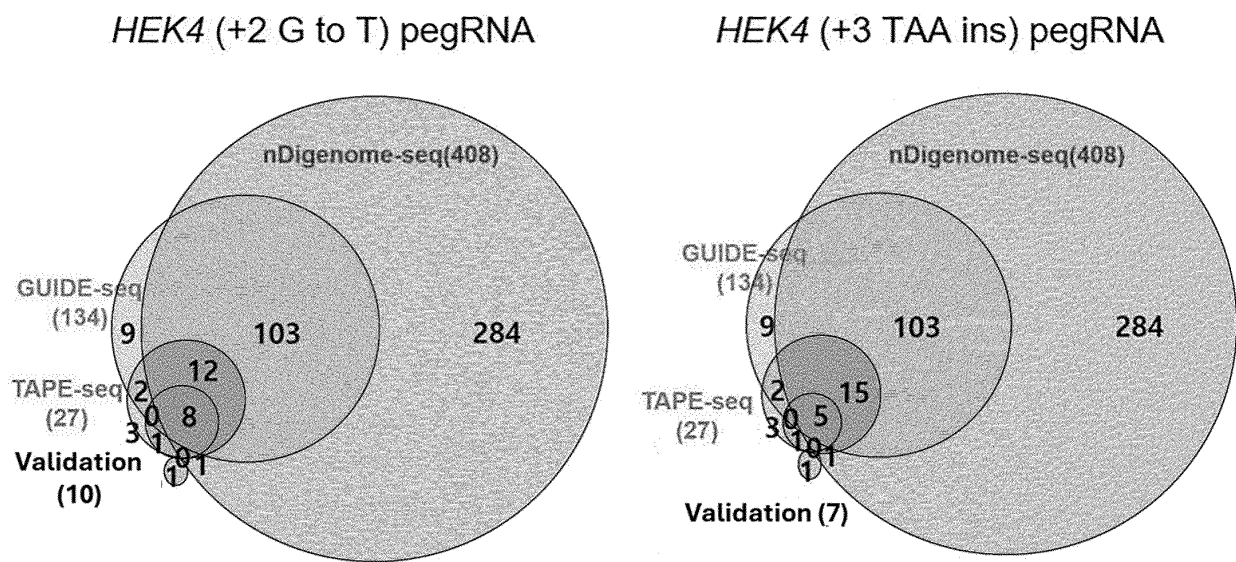 HEK4 (+2 G to T) pegRNA
nDigenome-seq(408)
GUIDE-seq
(134)
9
103
284
12
TAPE-seq
(27)
2
0
8
3
1
0
1
1
Validation
(10)
HEK4 (+3 TAA ins) pegRNA
nDigenome-seq(408)
GUIDE-seq
(134)
9
103
284
15
TAPE-seq
(27)
2
0
5
3
1
0
1
1
Validation (7)